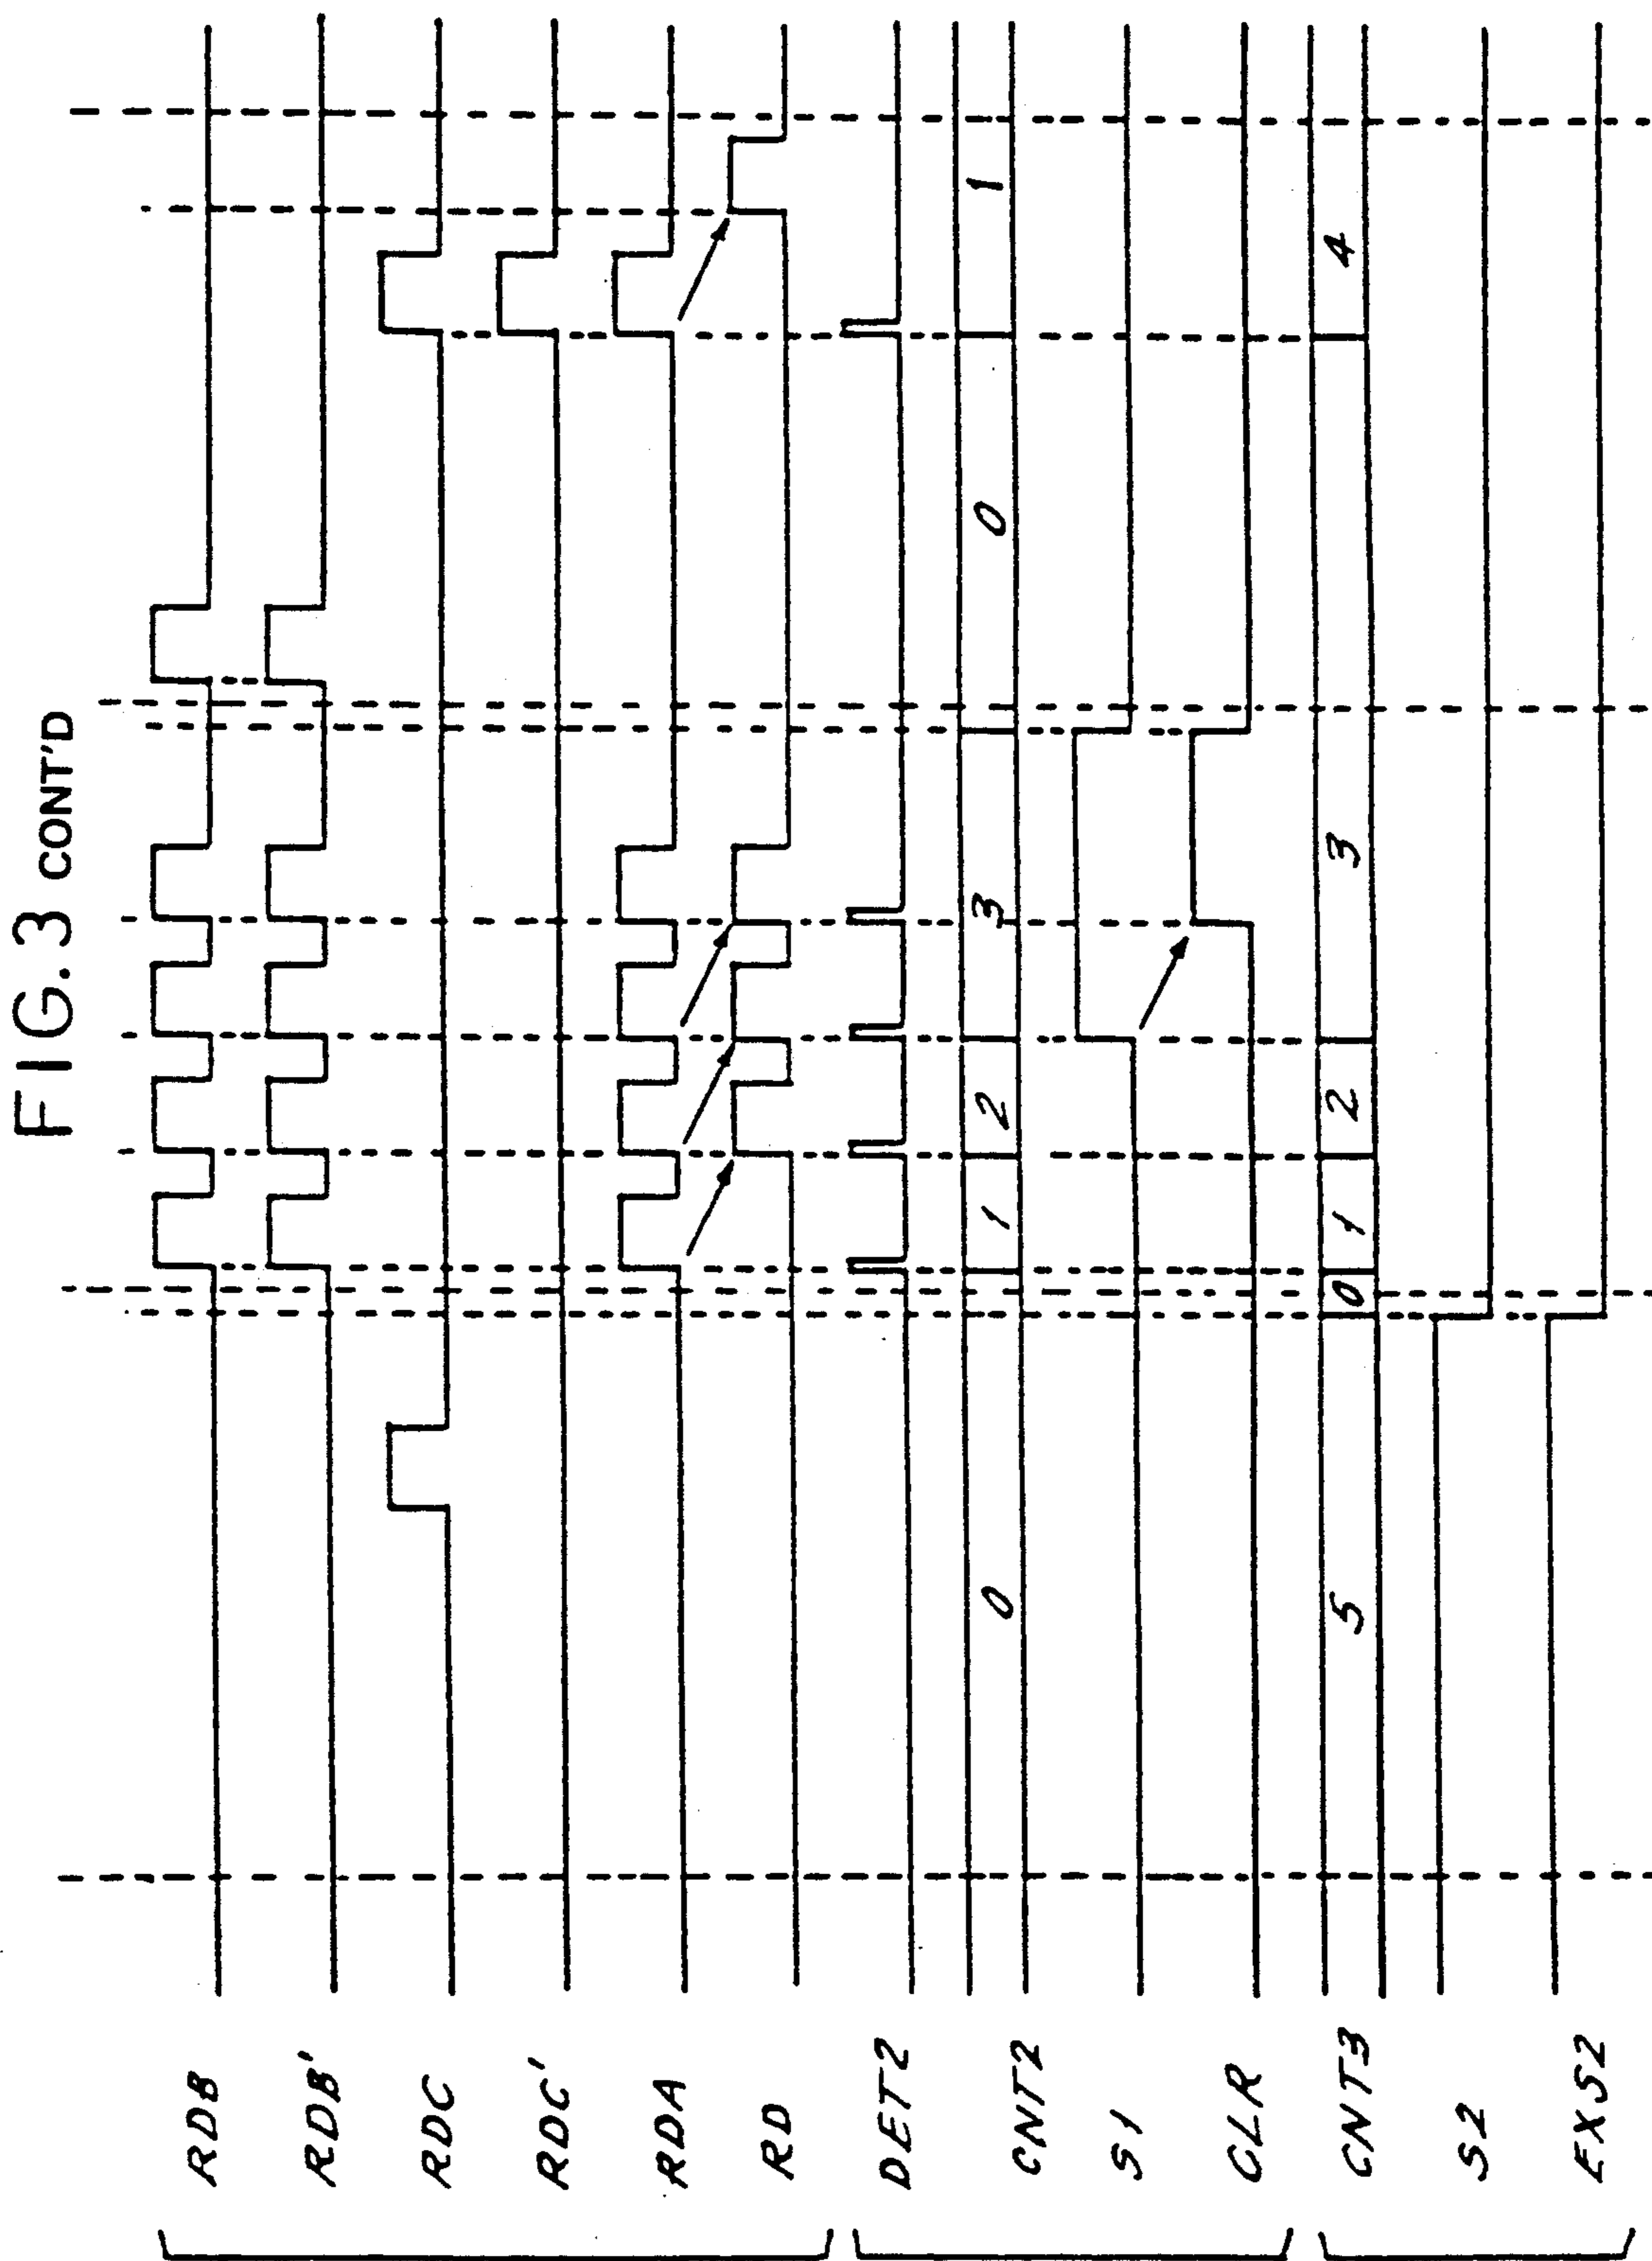 FIG.3 CONT'D
RDB
RDB'
RDC
RDC'
RDA
RD
DET2
CNT2 0 1 2 3 0 1
S1
CLR
CNT3 5 0 1 2 3 4
S2
EXS2